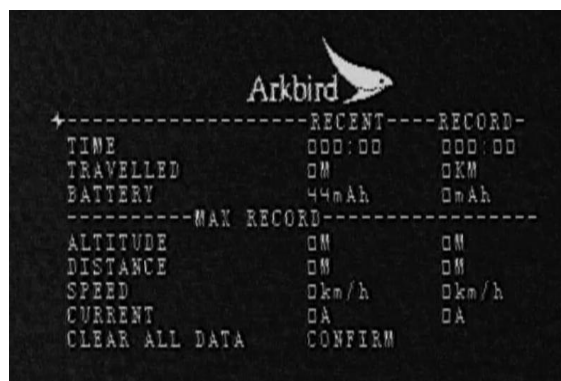 Arkbird
--------------------RECENT----RECORD-
TIME 000:00 000:00
TRAVELLED 0M 0KM
BATTERY 44mAh 0mAh
----------MAX RECORD-----------------
ALTITUDE 0M 0M
DISTANCE 0M 0M
SPEED 0km/h 0km/h
CURRENT 0A 0A
CLEAR ALL DATA CONFIRM